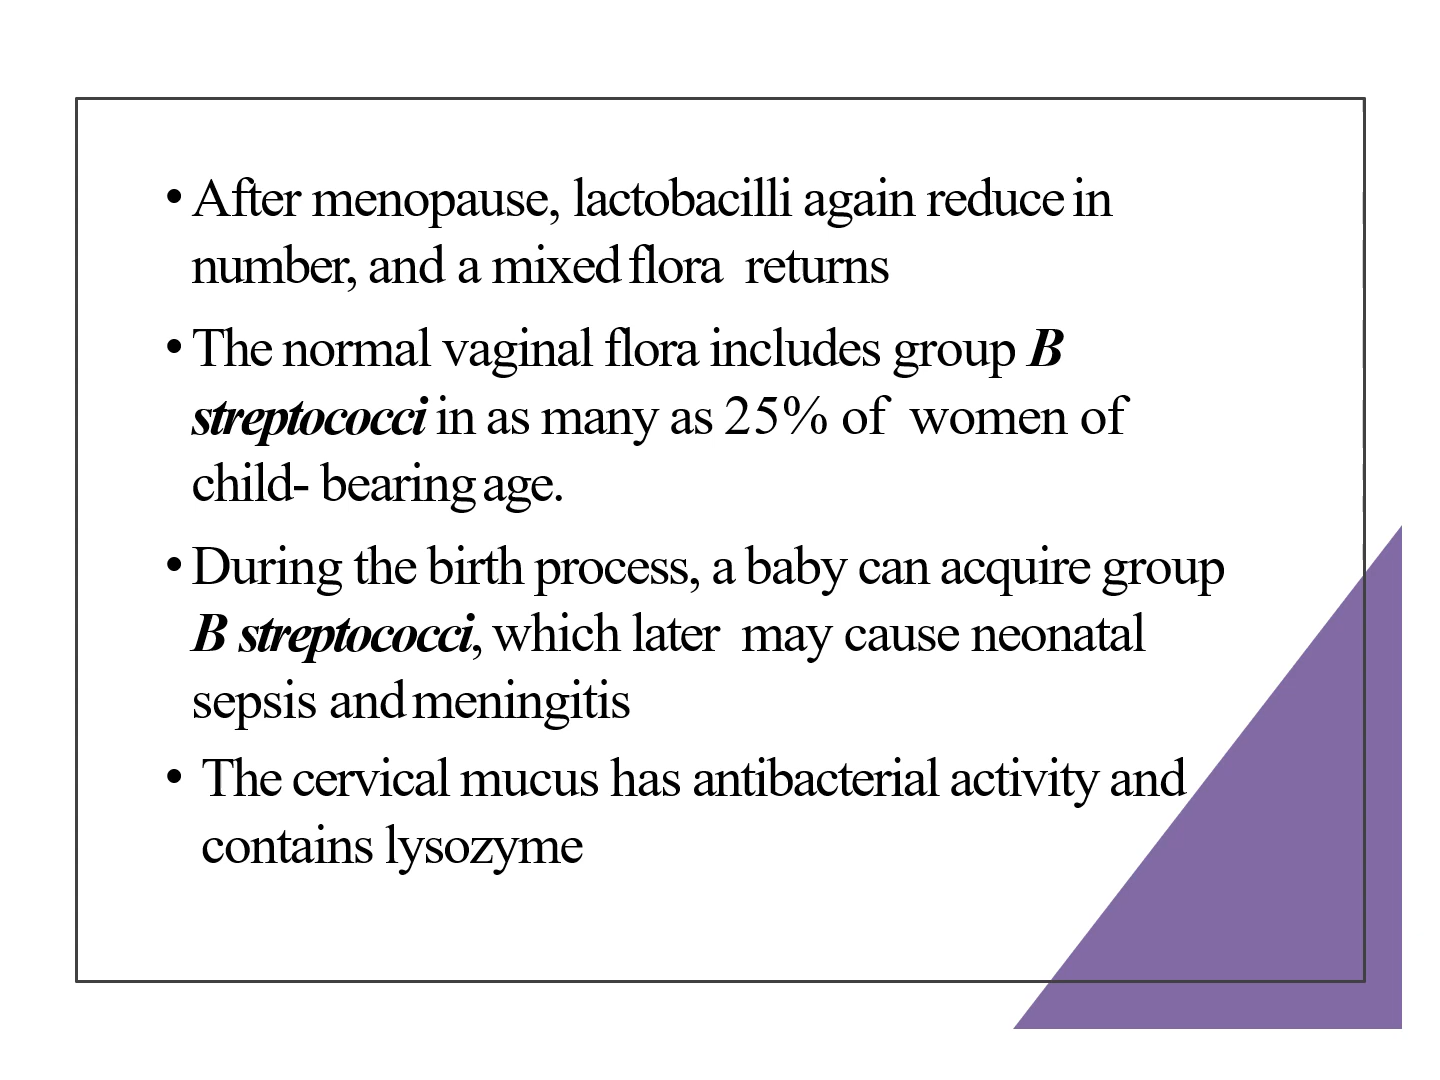 • After menopause, lactobacilli again reduce in
number, and a mixed flora returns
• The normal vaginal flora includes group B
streptococci in as many as 25% of women of
child- bearing age.
• During the birth process, a baby can acquire group
B streptococci, which later may cause neonatal
sepsis and meningitis
• The cervical mucus has antibacterial activity and
contains lysozyme